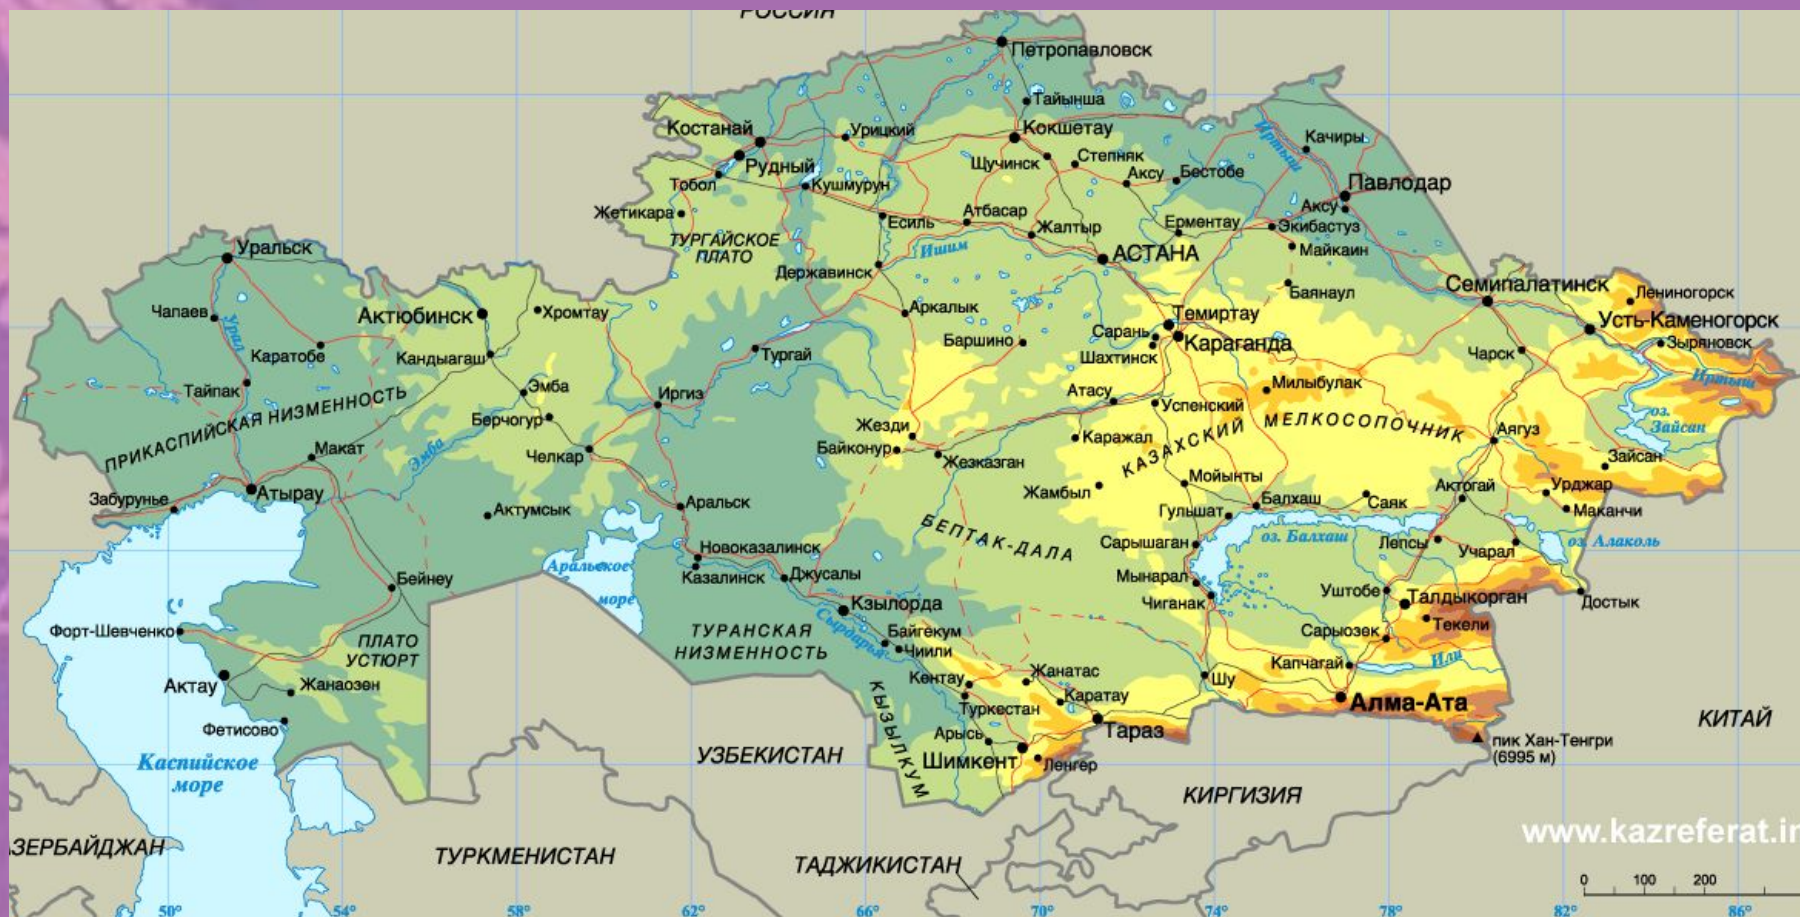 РОССИЯ
Петропавловск
Тайынша
Костанай
Урицкий
Кокшетау
Рудный
Щучинск
Степняк
Иртыш
Качиры
Тобол
Кушмурун
Аксу
Бестобе
Павлодар
Аксу
Жетикара
Есиль
Атбасар
Жалтыр
Ерментау
Экибастуз
ТУРГАЙСКОЕ
ПЛАТО
Ишим
Майкаин
Уральск
Державинск
АСТАНА
Семипалатинск
Баянаул
Лениногорск
Чапаев
Урал
Актюбинск
Хромтау
Аркалык
Темиртау
Усть-Каменогорск
Каратобе
Кандыагаш
Тургай
Баршино
Сарань
Караганда
Шахтинск
Чарск
Зыряновск
Тайпак
Эмба
Иргиз
Атасу
Милыбулак
Иртыш
ПРИКАСПИЙСКАЯ НИЗМЕННОСТЬ
Берчогур
Успенский
оз.
Зайсан
Макат
Эмба
Челкар
Жезди
Байконур
Жезказган
Каражал
КАЗАХСКИЙ МЕЛКОСОПОЧНИК
Аягуз
Зайсан
Забурунье
Атырау
Актумсык
Аральск
Жамбыл
Мойынты
Балхаш
Саяк
Актогай
Урджар
Гульшат
Маканчи
БЕТПАК-ДАЛА
Сарышаган
оз. Балхаш
Лепсы
Учарал
оз. Алаколь
Новоказалинск
Аральское
море
Казалинск
Джусалы
Бейнеу
Мынарал
Чиганак
Уштобе
Талдыкорган
Достык
Кзылорда
Форт-Шевченко
ПЛАТО
УСТЮРТ
ТУРАНСКАЯ
НИЗМЕННОСТЬ
Сырдарья
Байгекум
Чиили
Сарыозек
Текели
Капчагай
Или
Актау
Жанаозен
Кентау
Жанатас
Шу
Каратау
Алма-Ата
Туркестан
Фетисово
КЫЗЫЛКУМ
Арысь
Тараз
КИТАЙ
Каспийское
море
УЗБЕКИСТАН
Шимкент
Ленгер
пик Хан-Тенгри
(6995 м)
КИРГИЗИЯ
www.kazreferat.in
ЗЕРБАЙДЖАН
ТУРКМЕНИСТАН
ТАДЖИКИСТАН
0 100 200
50° 54° 58° 62° 66° 70° 74° 78° 82° 86°